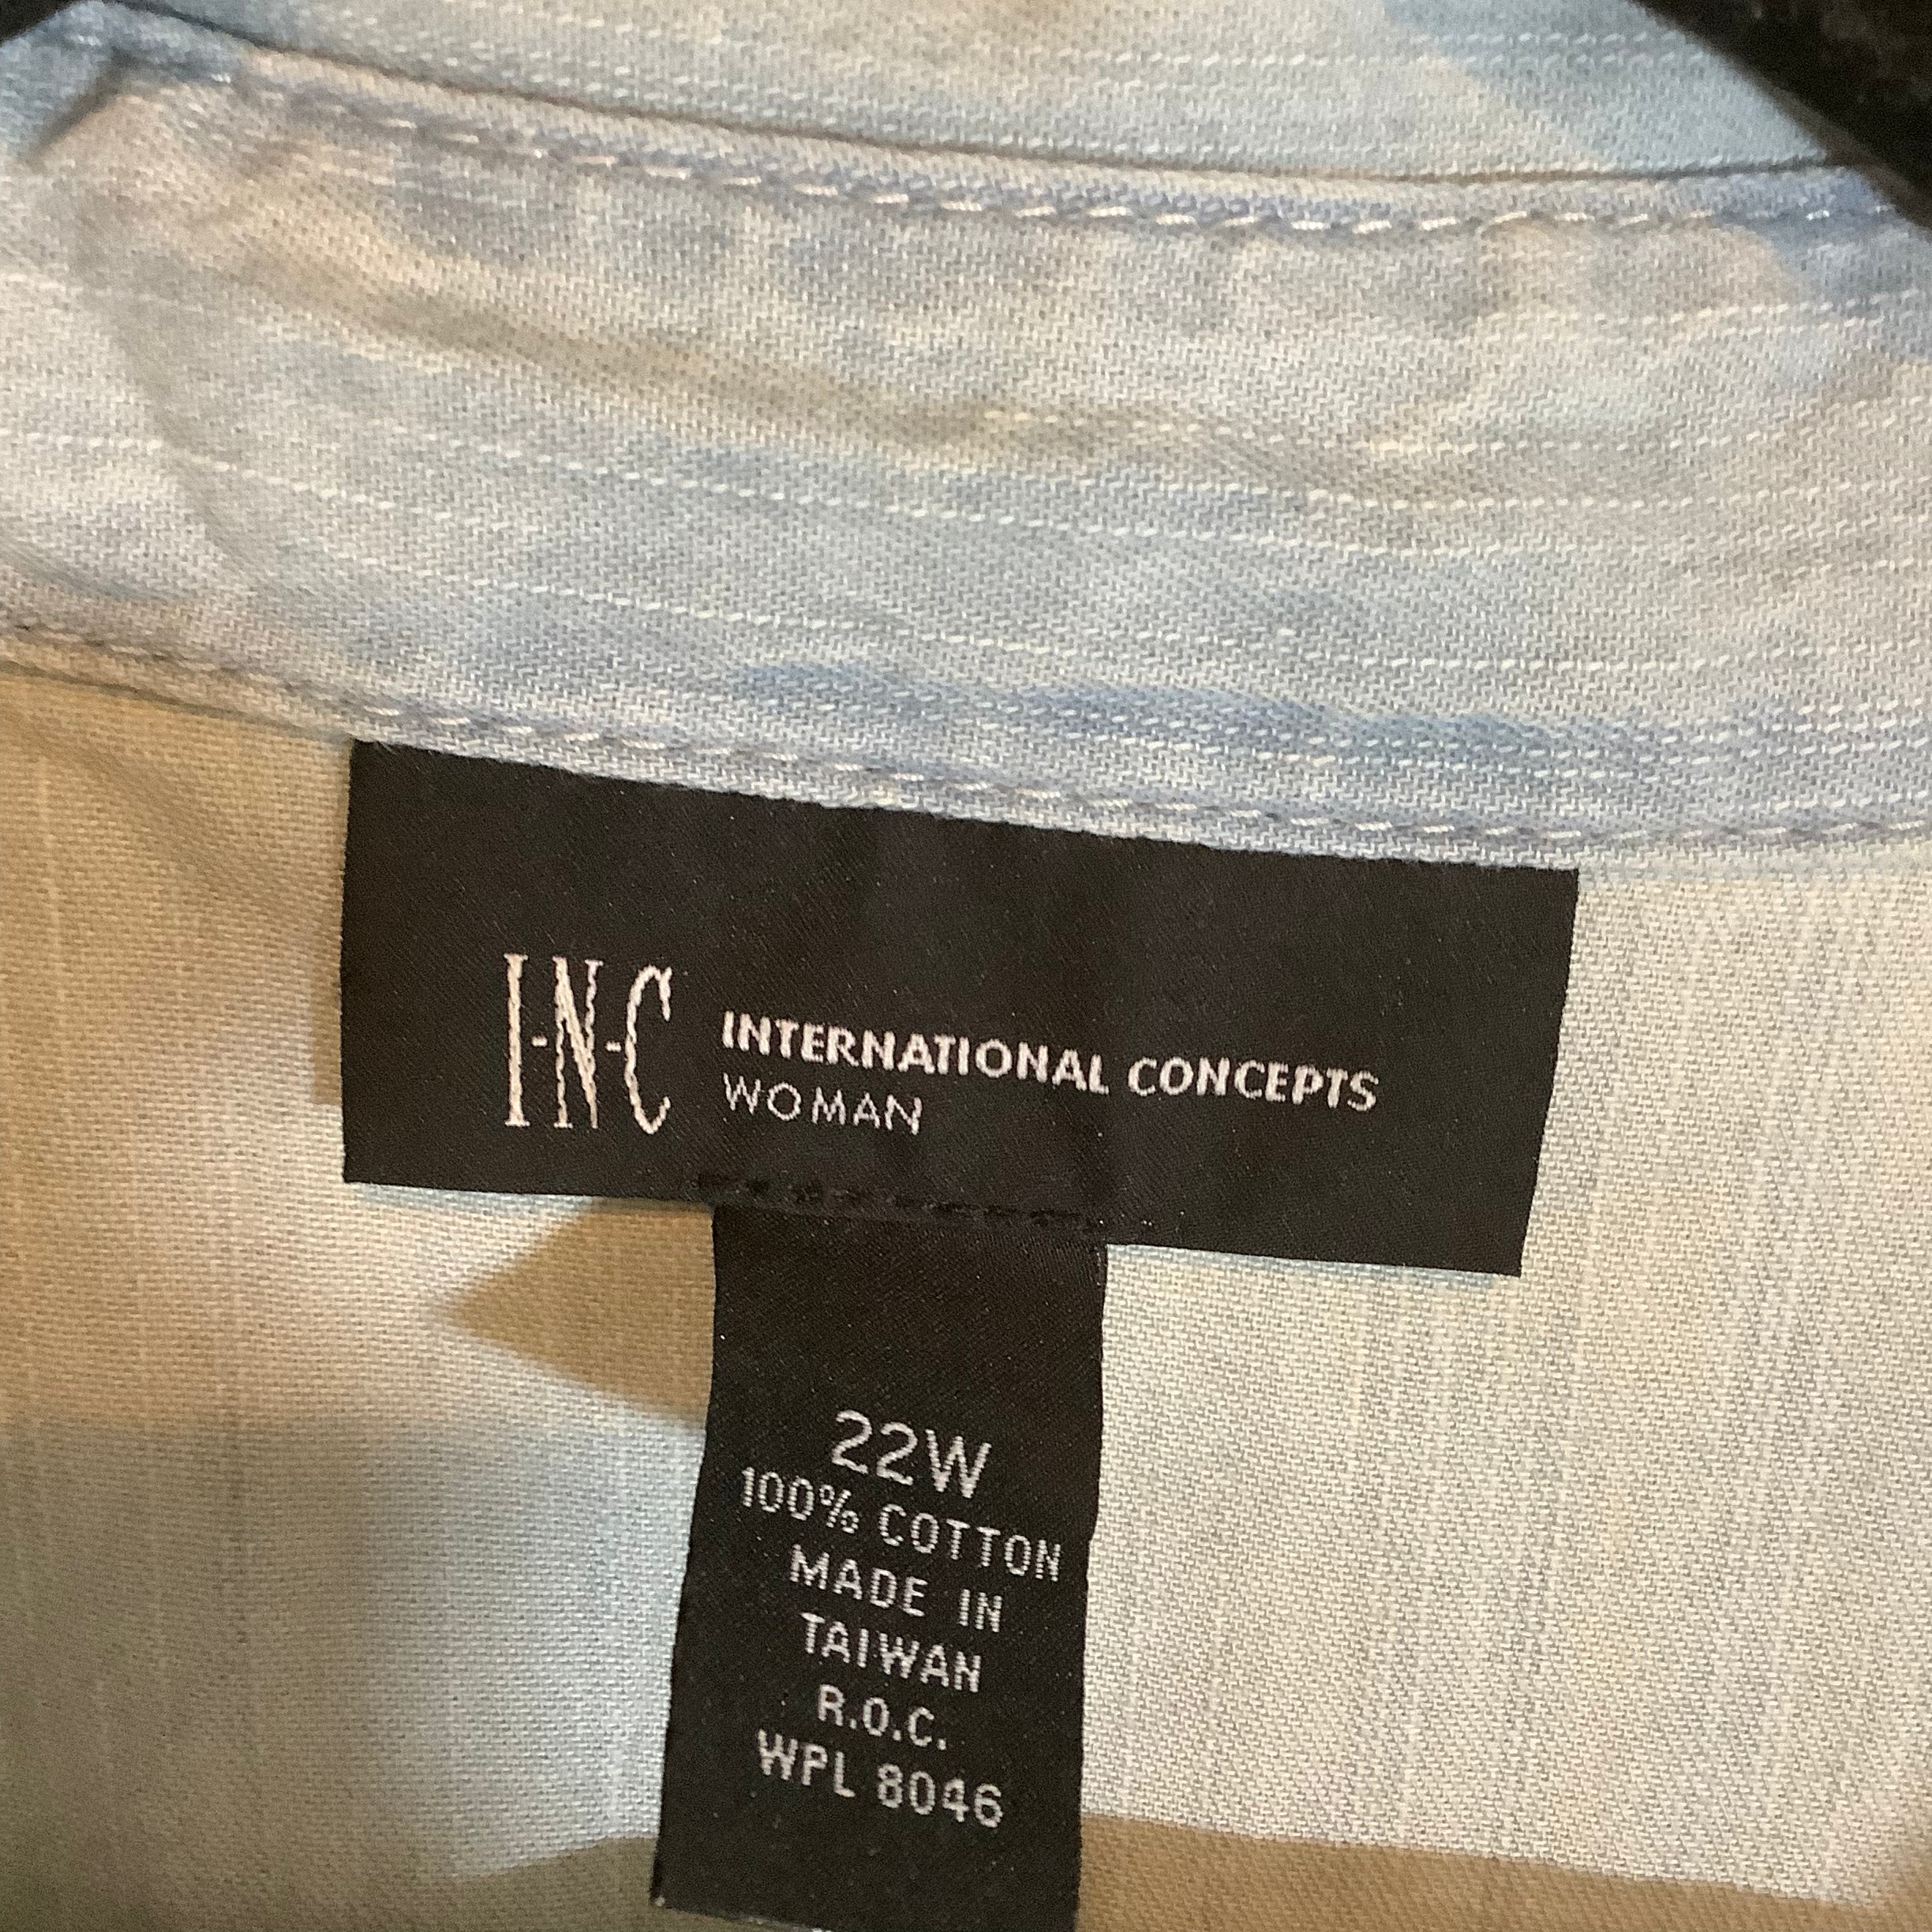 I-N-C INTERNATIONAL CONCEPTS
WOMAN
22W
100% COTTON
MADE IN
TAIWAN
R.O.C.
WPL 8046